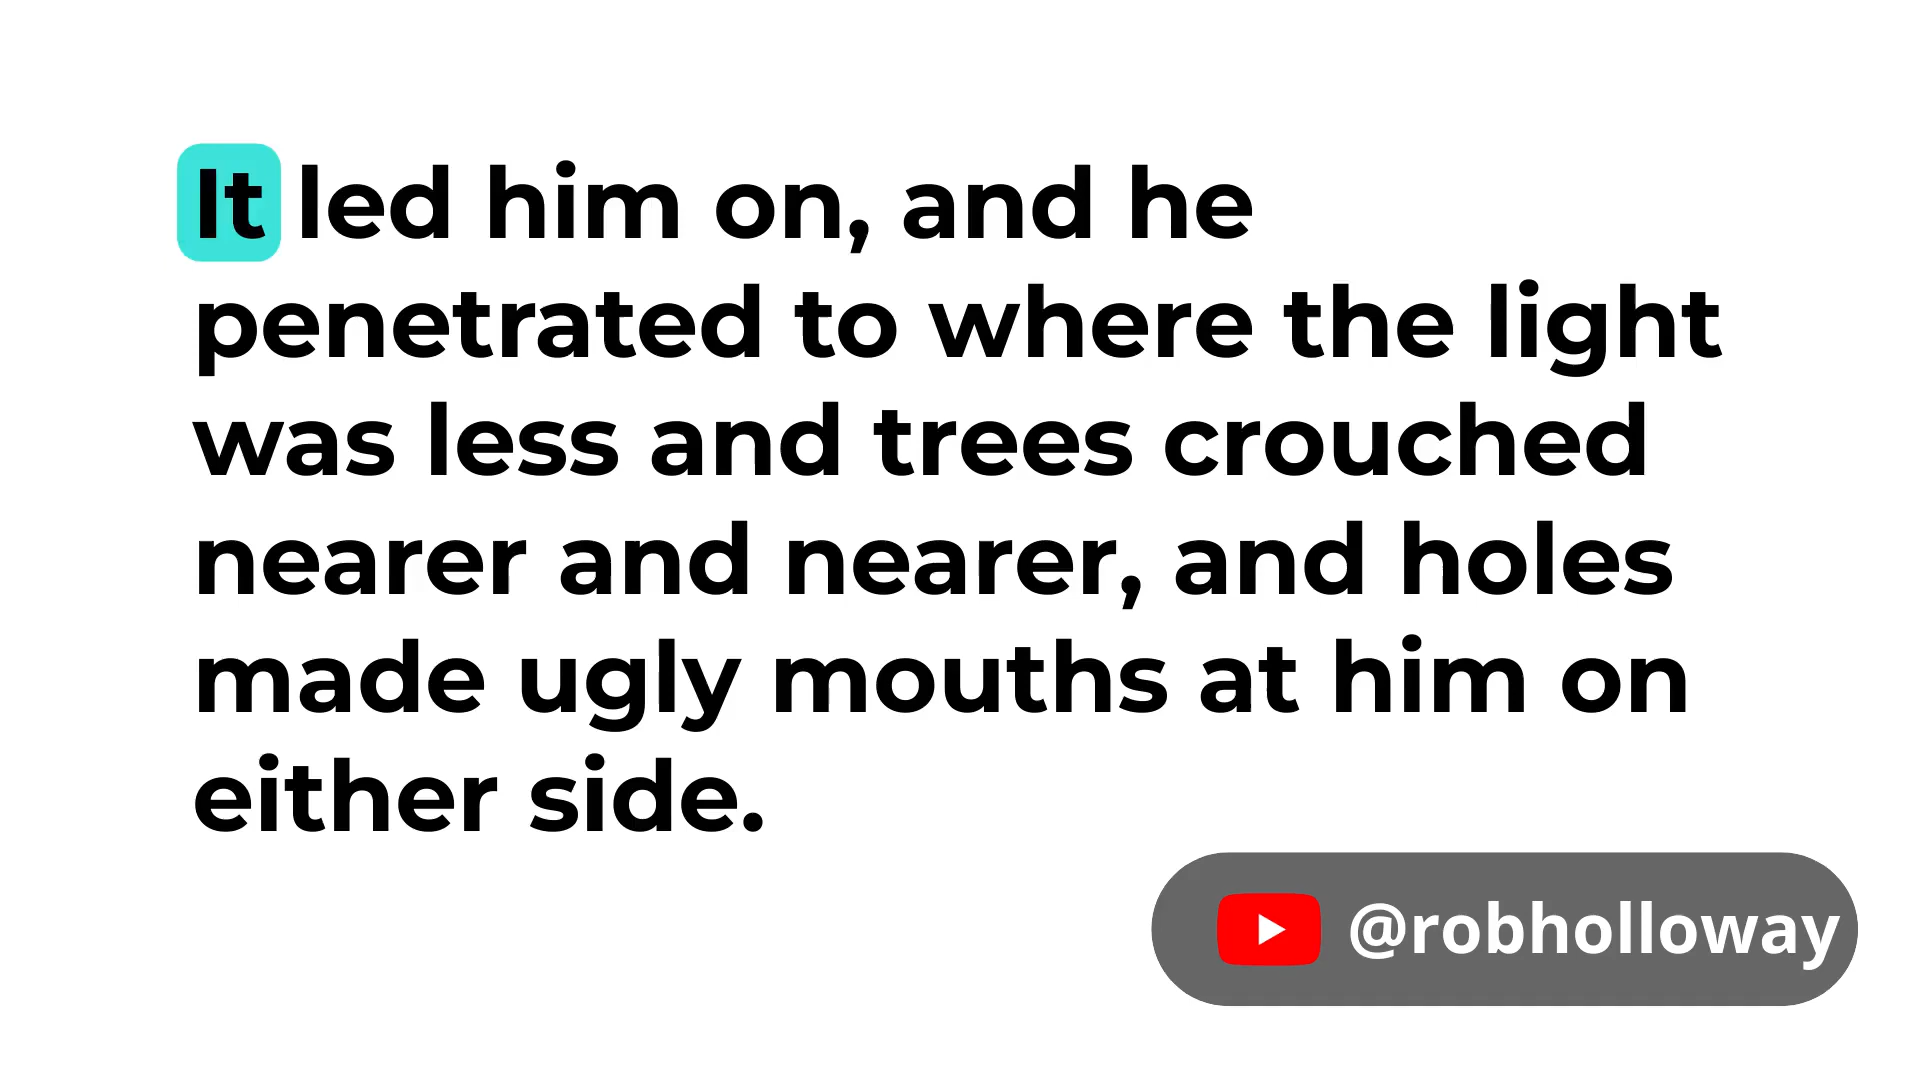 It led him on, and he
penetrated to where the light
was less and trees crouched
nearer and nearer, and holes
made ugly mouths at him on
either side.
@robholloway